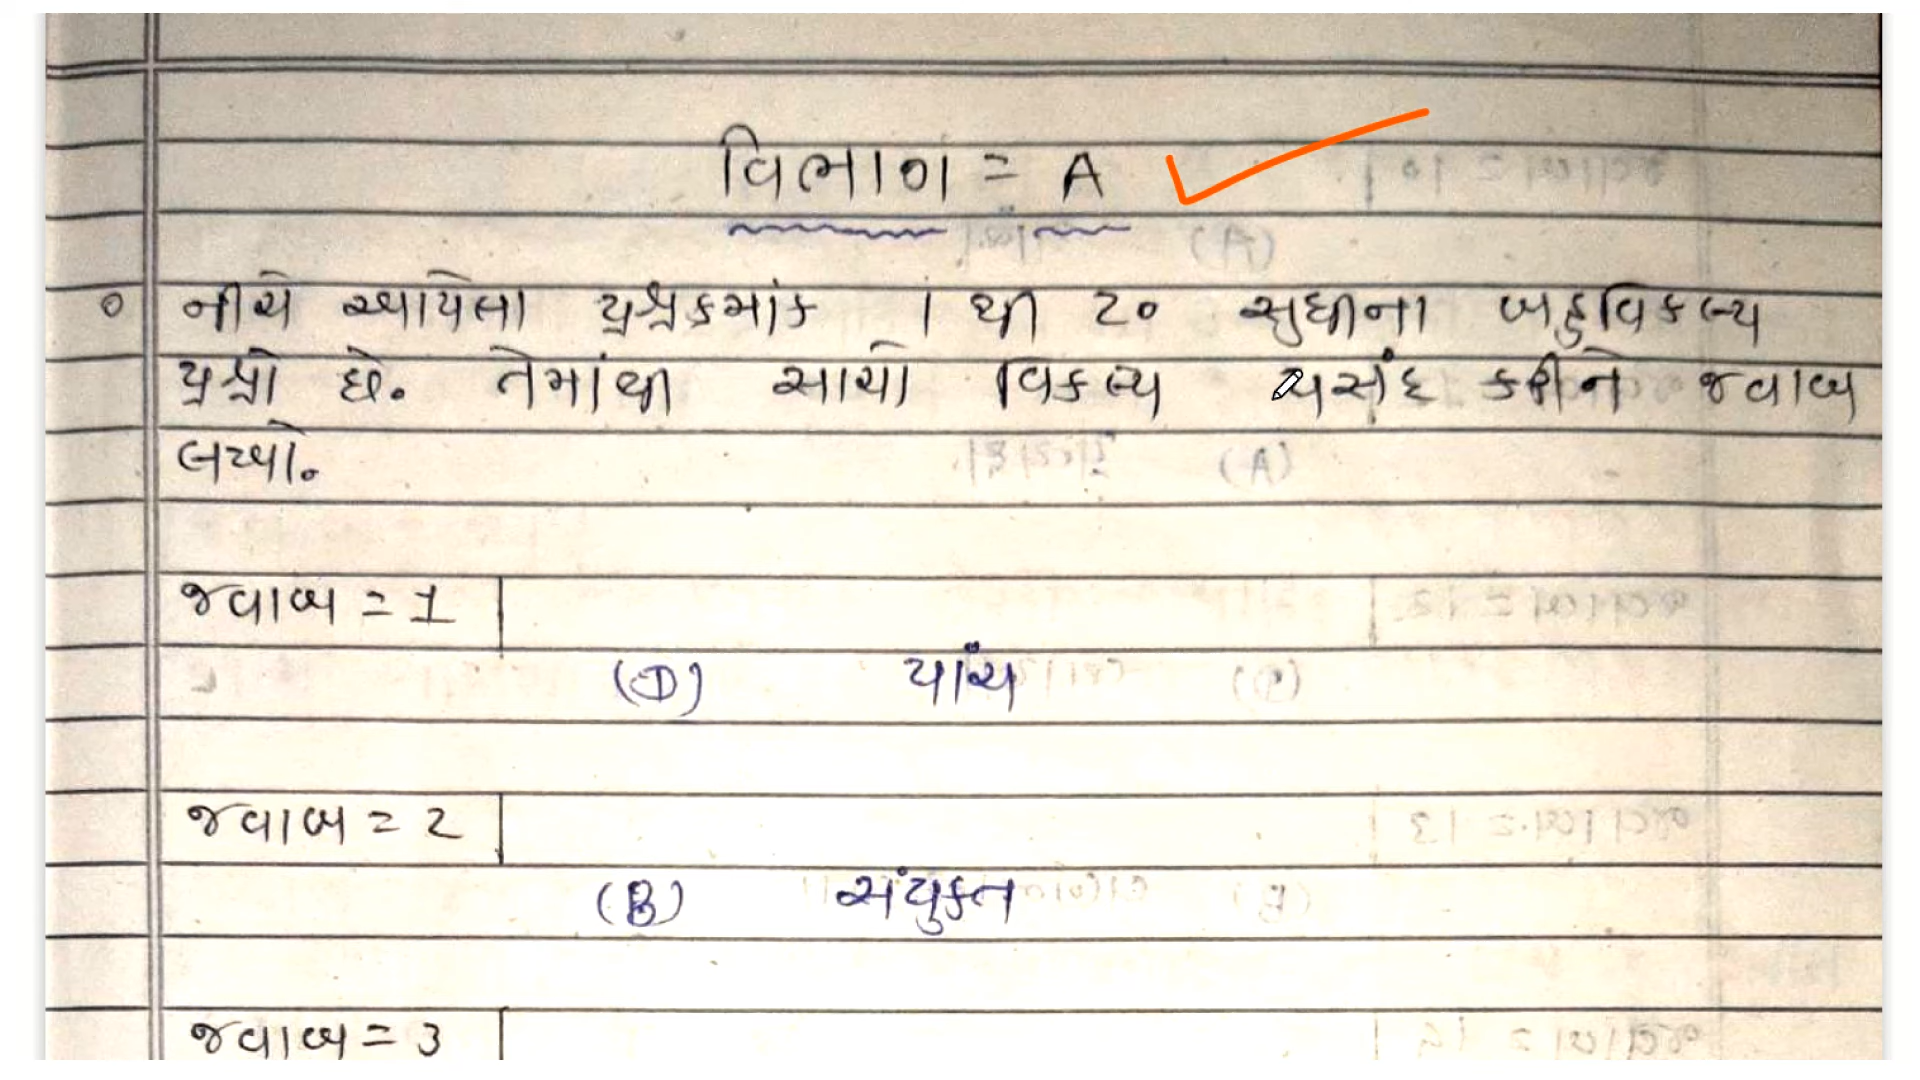 વિભાગ = A
૦ નીચે આપેલા પ્રશ્નક્રમાંક 1 થી 20 સુધીના બહુવિકલ્પ
પ્રશ્નો છે. તેમાંથી સાચો વિકલ્પ પસંદ કરીને જવાબ
લખો.
જવાબ = 1
(D) પાંચ
જવાબ = 2
(B) સંયુક્ત
જવાબ = 3